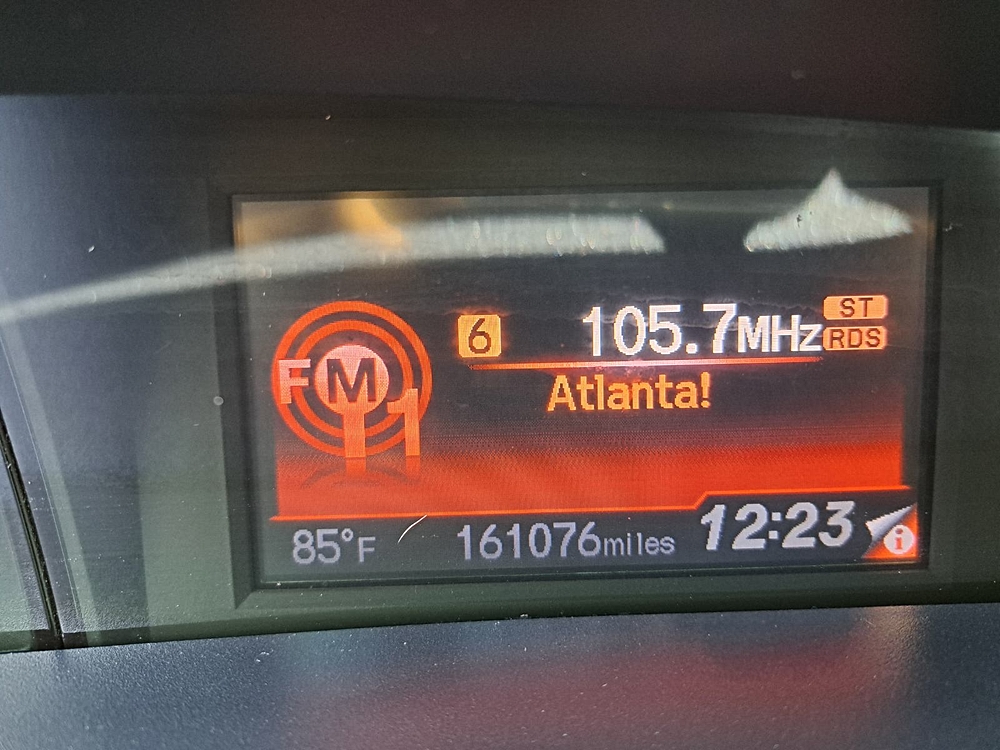 6 105.7MHz ST
RDS
FM1
Atlanta!
85°F 161076miles 12:23 i